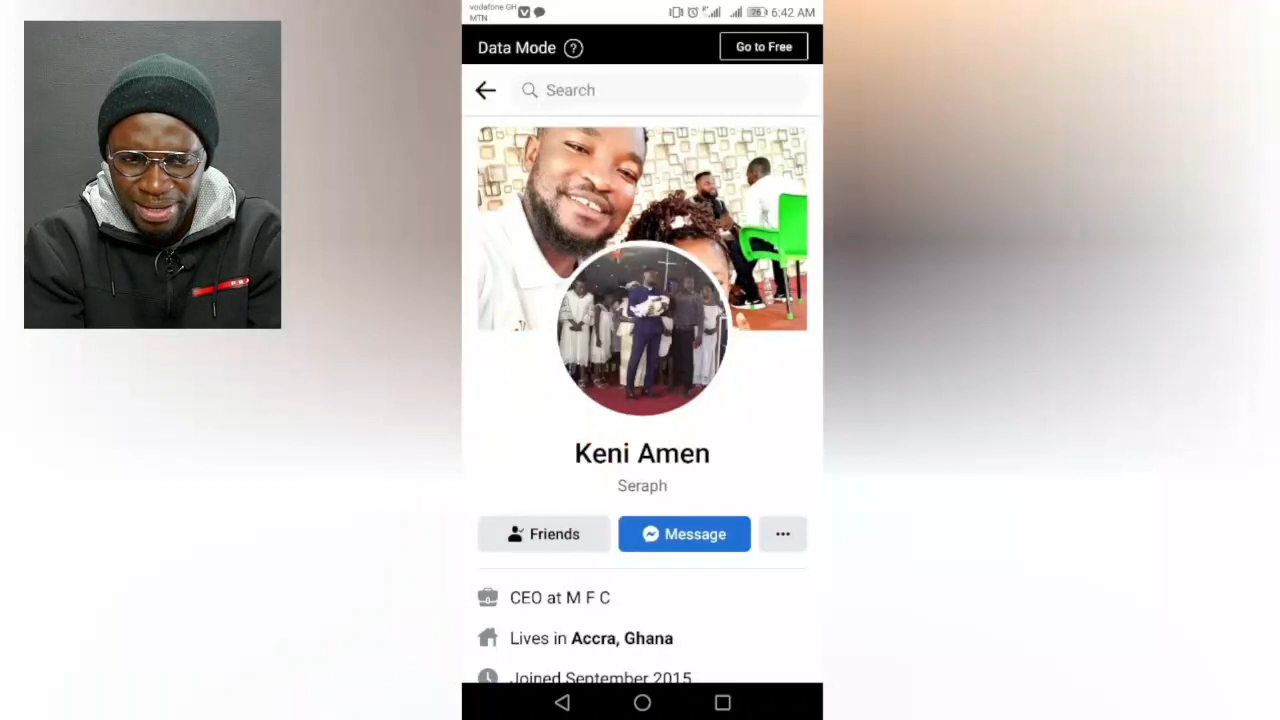 vodafone GH
MTN
6:42 AM
Data Mode
Go to Free
Search
Keni Amen
Seraph
Friends
Message
CEO at M F C
Lives in Accra, Ghana
Joined September 2015